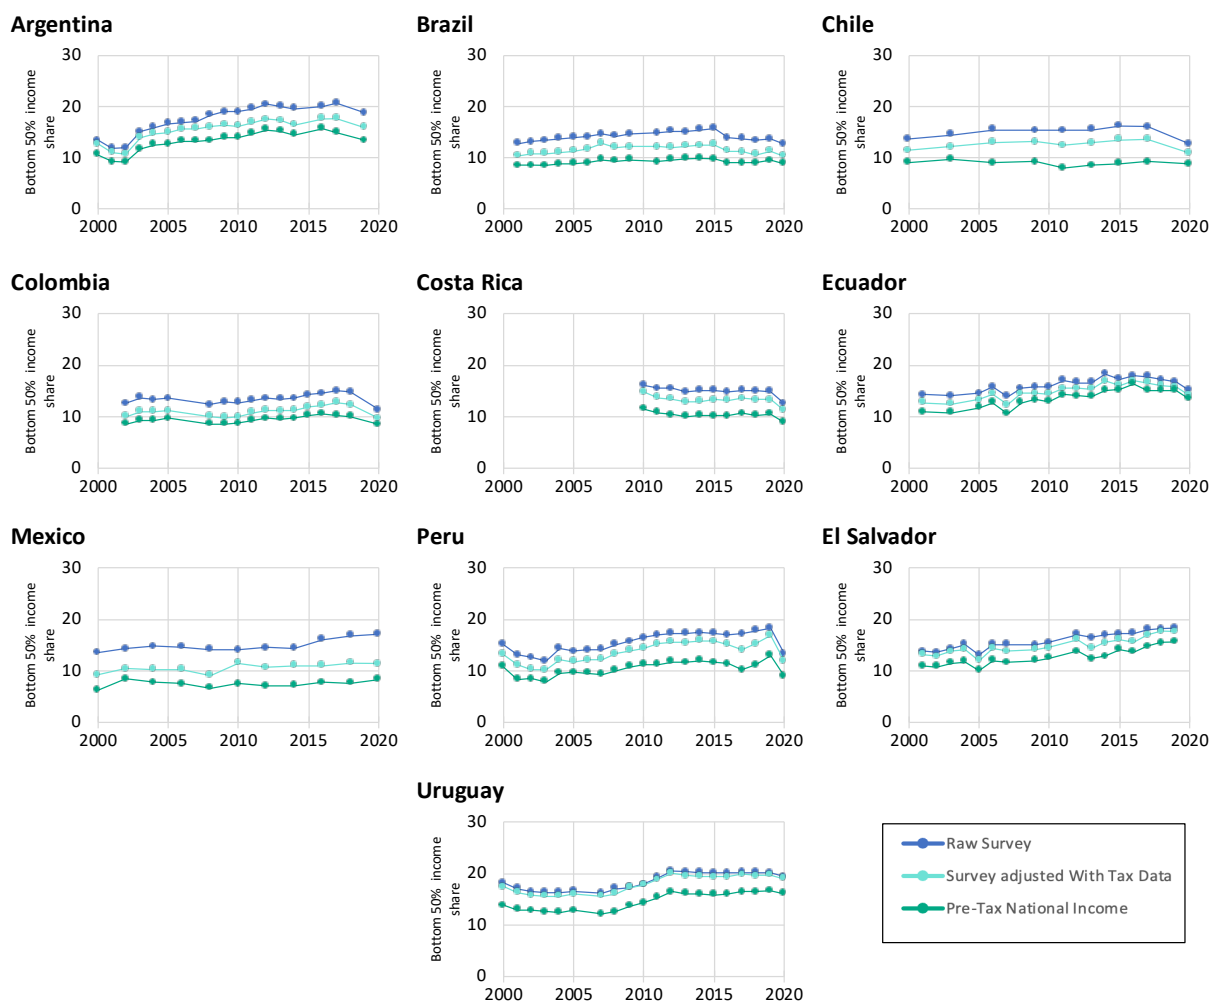 Argentina
Bottom 50% income
share
30
20
10
0
2000 2005 2010 2015 2020
Brazil
Bottom 50% income
share
30
20
10
0
2000 2005 2010 2015 2020
Chile
Bottom 50% income
share
30
20
10
0
2000 2005 2010 2015 2020
Colombia
Bottom 50% income
share
30
20
10
0
2000 2005 2010 2015 2020
Costa Rica
Bottom 50% income
share
30
20
10
0
2000 2005 2010 2015 2020
Ecuador
Bottom 50% income
share
30
20
10
0
2000 2005 2010 2015 2020
Mexico
Bottom 50% income
share
30
20
10
0
2000 2005 2010 2015 2020
Peru
Bottom 50% income
share
30
20
10
0
2000 2005 2010 2015 2020
El Salvador
Bottom 50% income
share
30
20
10
0
2000 2005 2010 2015 2020
Uruguay
Bottom 50% income
share
30
20
10
0
2000 2005 2010 2015 2020
Raw Survey
Survey adjusted With Tax Data
Pre-Tax National Income